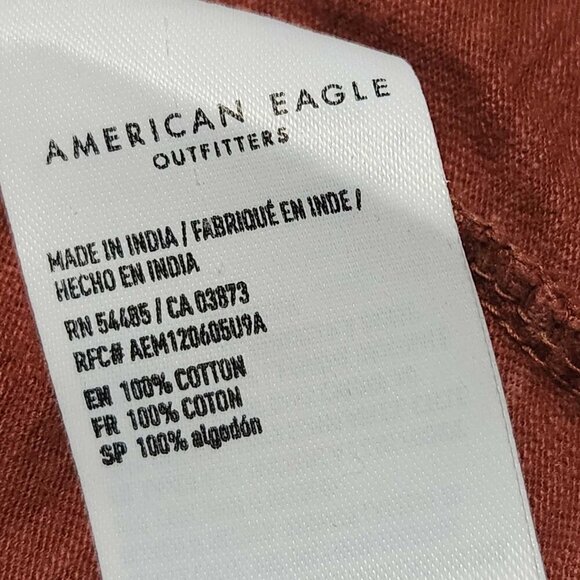 AMERICAN EAGLE
OUTFITTERS
MADE IN INDIA / FABRIQUÉ EN INDE /
HECHO EN INDIA
RN 54485 / CA 03873
RFC# AEM120605U9A
EN 100% COTTON
FR 100% COTON
SP 100% algodón